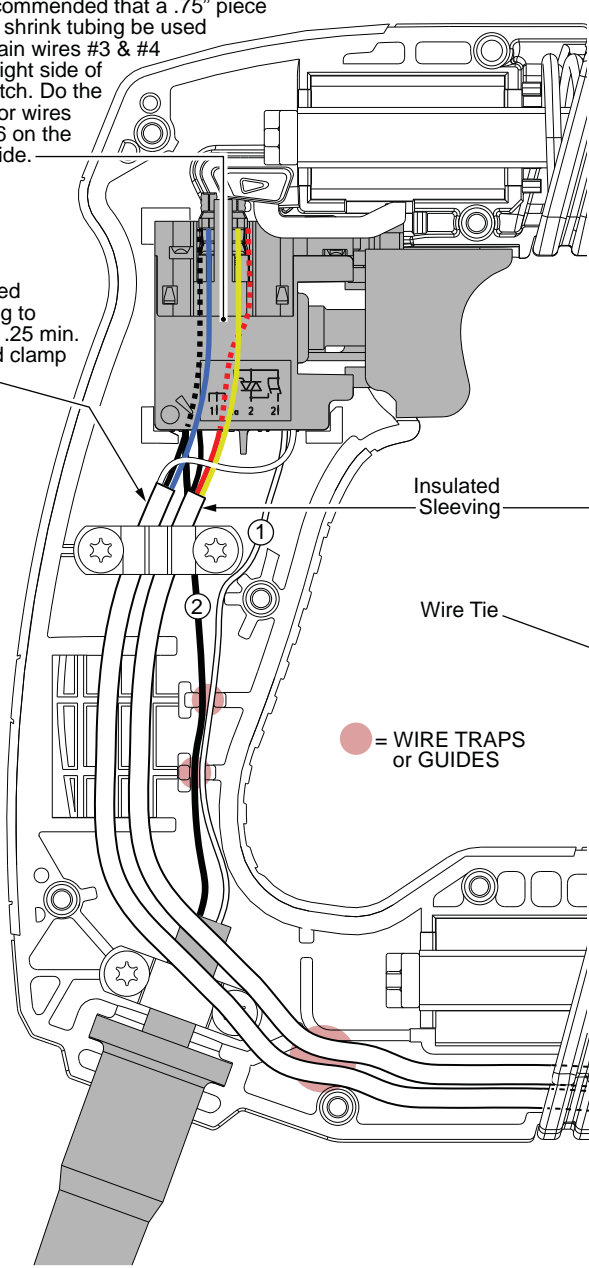 commended that a .75” piece
shrink tubing be used
ain wires #3 & #4
ight side of
tch. Do the
or wires
6 on the
ide.
ed
g to
.25 min.
d clamp
1 2 2
Insulated
Sleeving
1
2
Wire Tie
= WIRE TRAPS
or GUIDES